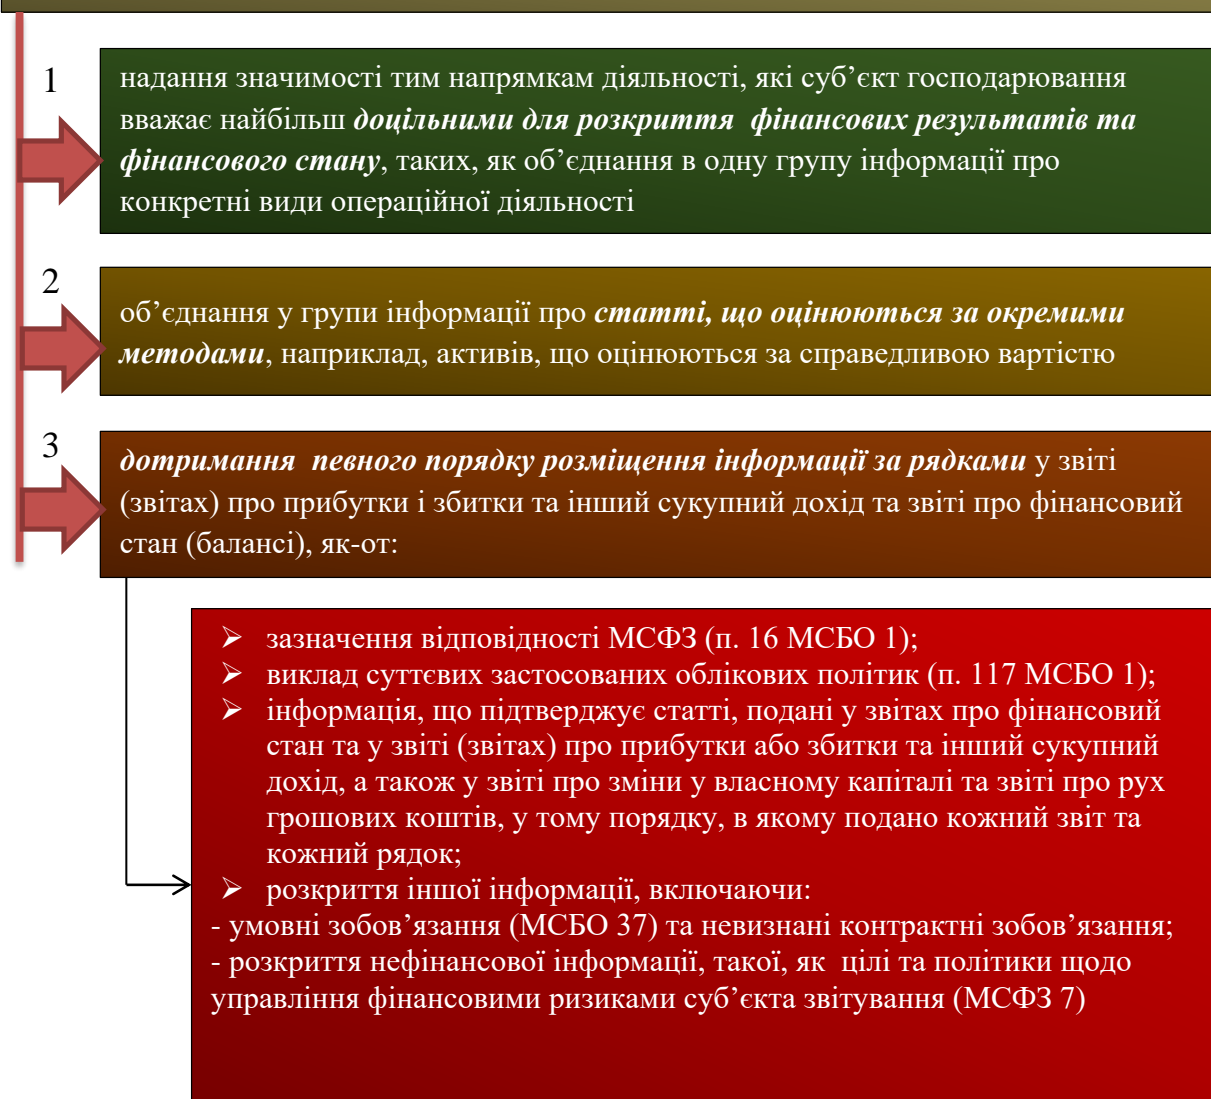 1
надання значимості тим напрямкам діяльності, які суб’єкт господарювання
вважає найбільш доцільними для розкриття фінансових результатів та
фінансового стану, таких, як об’єднання в одну групу інформації про
конкретні види операційної діяльності
2
об’єднання у групи інформації про статті, що оцінюються за окремими
методами, наприклад, активів, що оцінюються за справедливою вартістю
3
дотримання певного порядку розміщення інформації за рядками у звіті
(звітах) про прибутки і збитки та інший сукупний дохід та звіті про фінансовий
стан (балансі), як-от:
➢ зазначення відповідності МСФЗ (п. 16 МСБО 1);
➢ виклад суттєвих застосованих облікових політик (п. 117 МСБО 1);
➢ інформація, що підтверджує статті, подані у звітах про фінансовий
стан та у звіті (звітах) про прибутки або збитки та інший сукупний
дохід, а також у звіті про зміни у власному капіталі та звіті про рух
грошових коштів, у тому порядку, в якому подано кожний звіт та
кожний рядок;
➢ розкриття іншої інформації, включаючи:
- умовні зобов’язання (МСБО 37) та невизнані контрактні зобов’язання;
- розкриття нефінансової інформації, такої, як цілі та політики щодо
управління фінансовими ризиками суб’єкта звітування (МСФЗ 7)